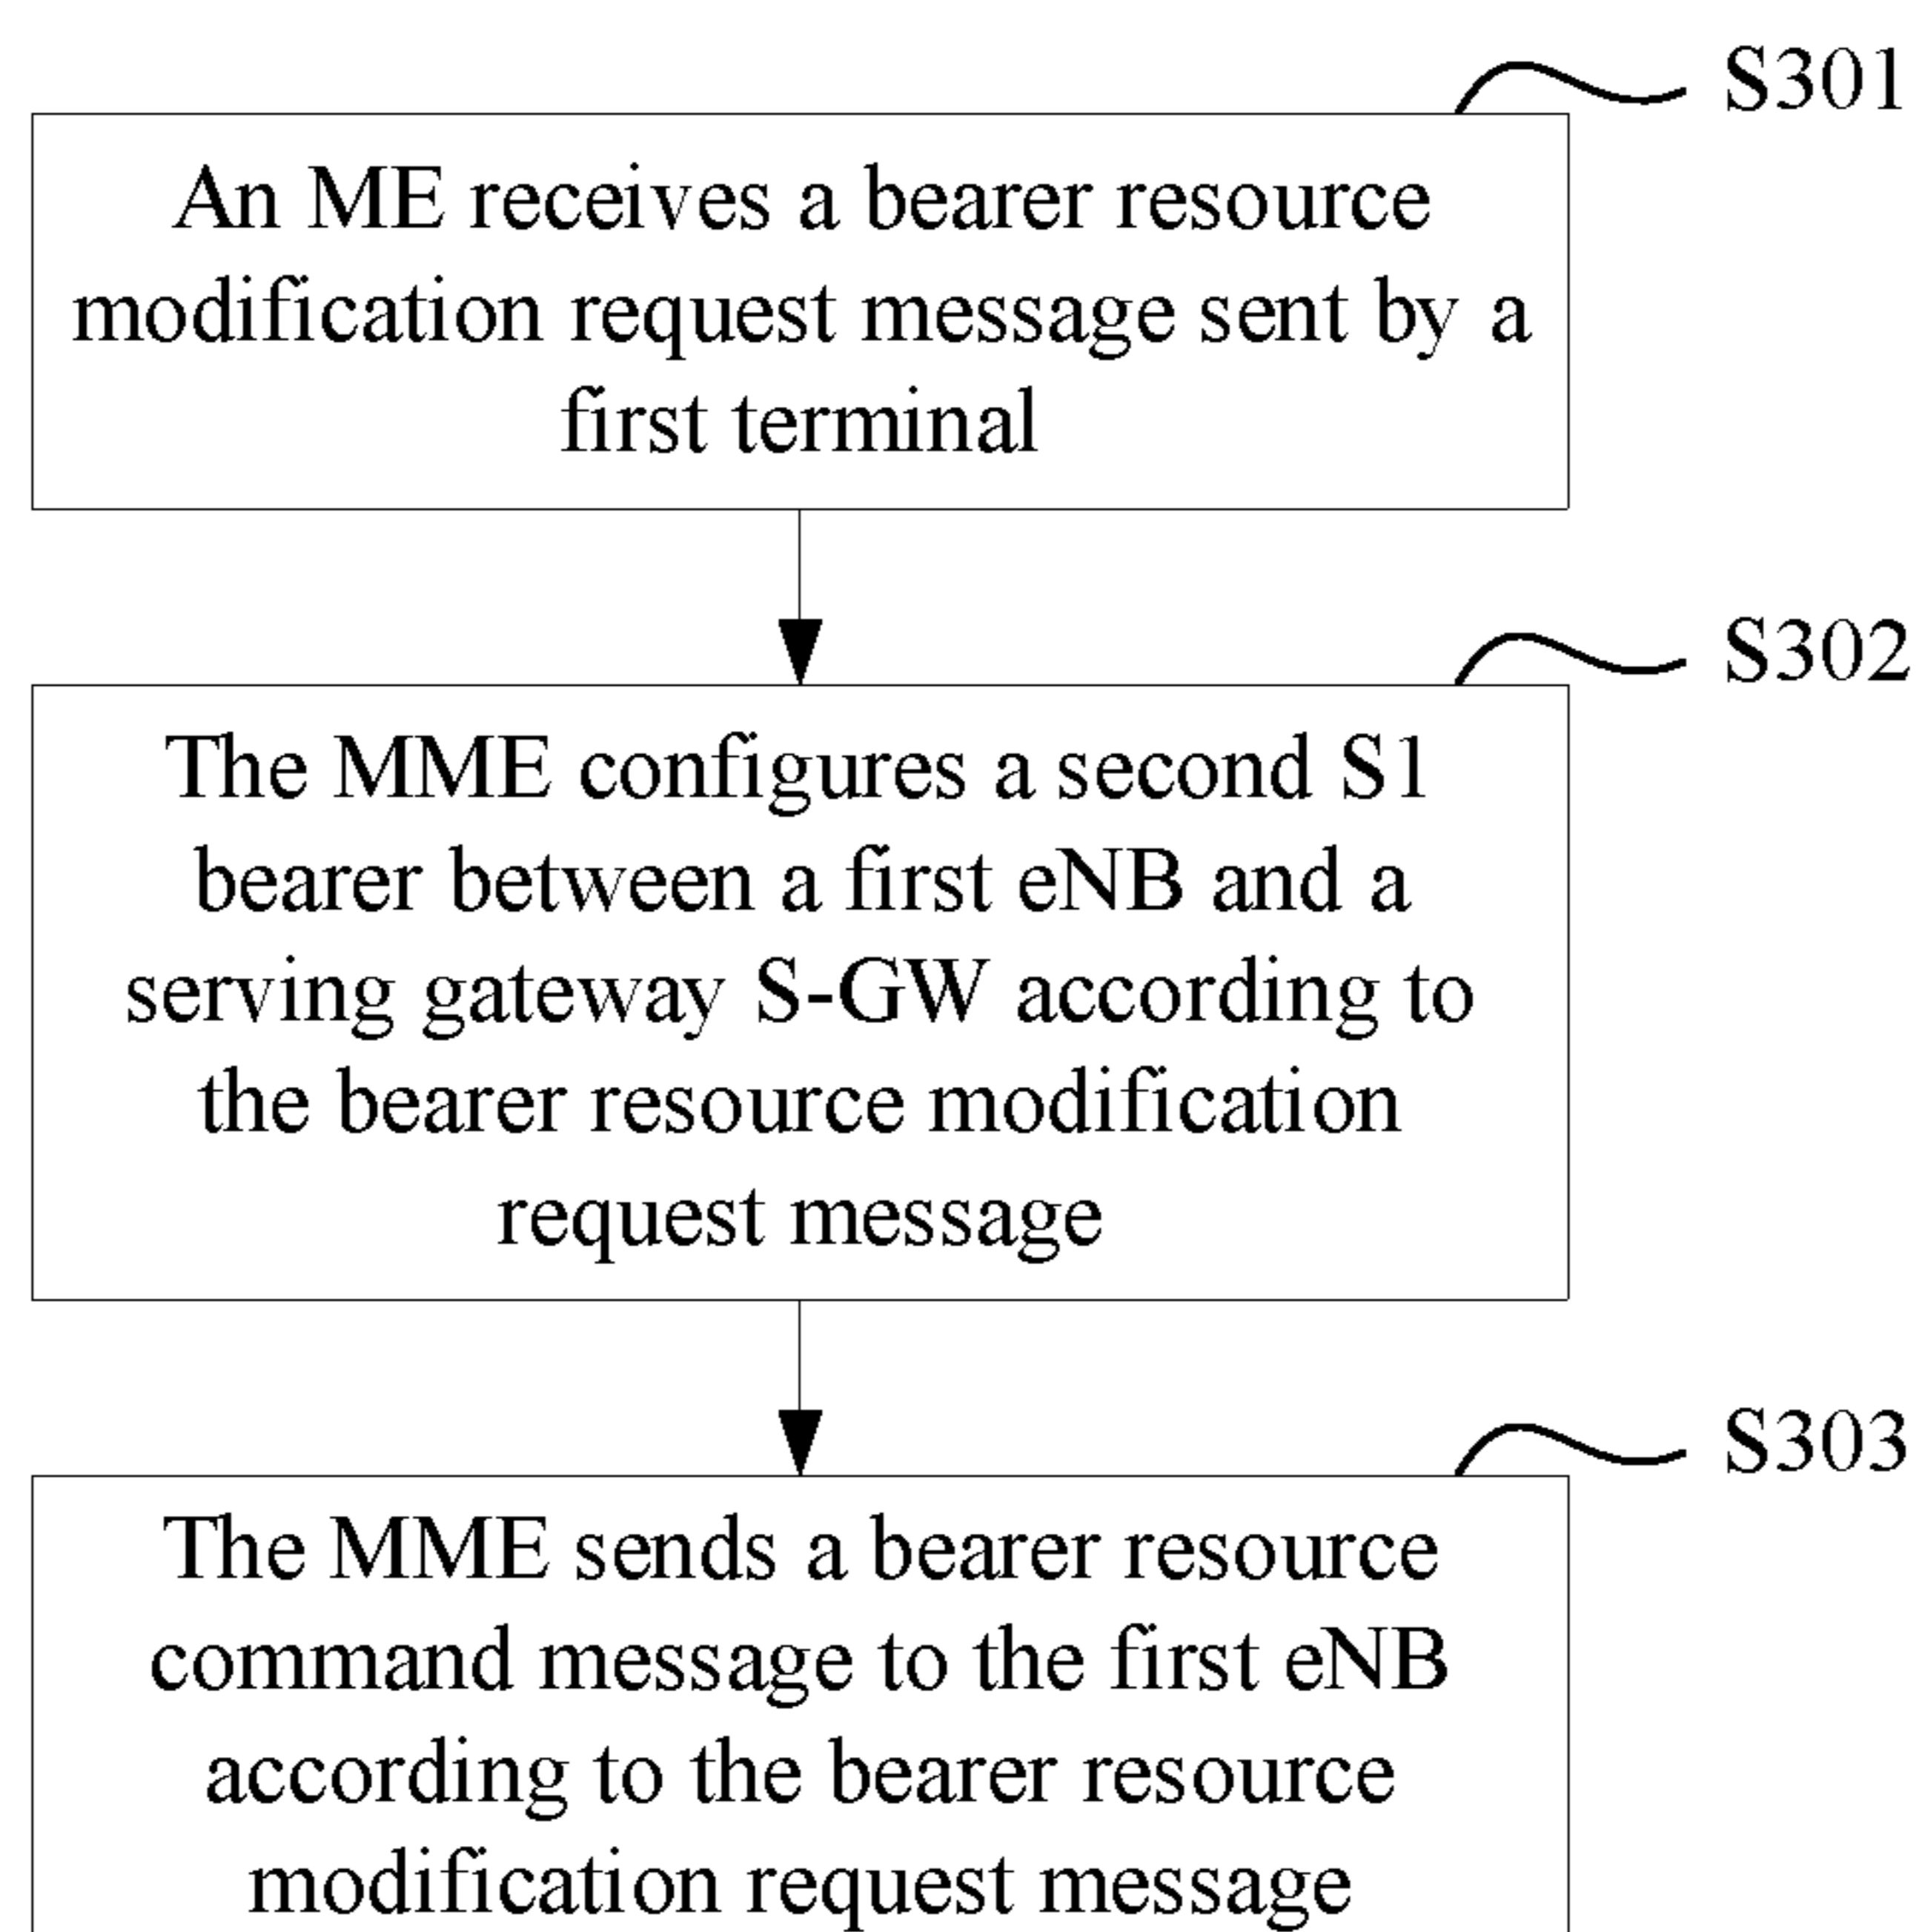 S301
An ME receives a bearer resource
modification request message sent by a
first terminal
S302
The MME configures a second S1
bearer between a first eNB and a
serving gateway S-GW according to
the bearer resource modification
request message
S303
The MME sends a bearer resource
command message to the first eNB
according to the bearer resource
modification request message